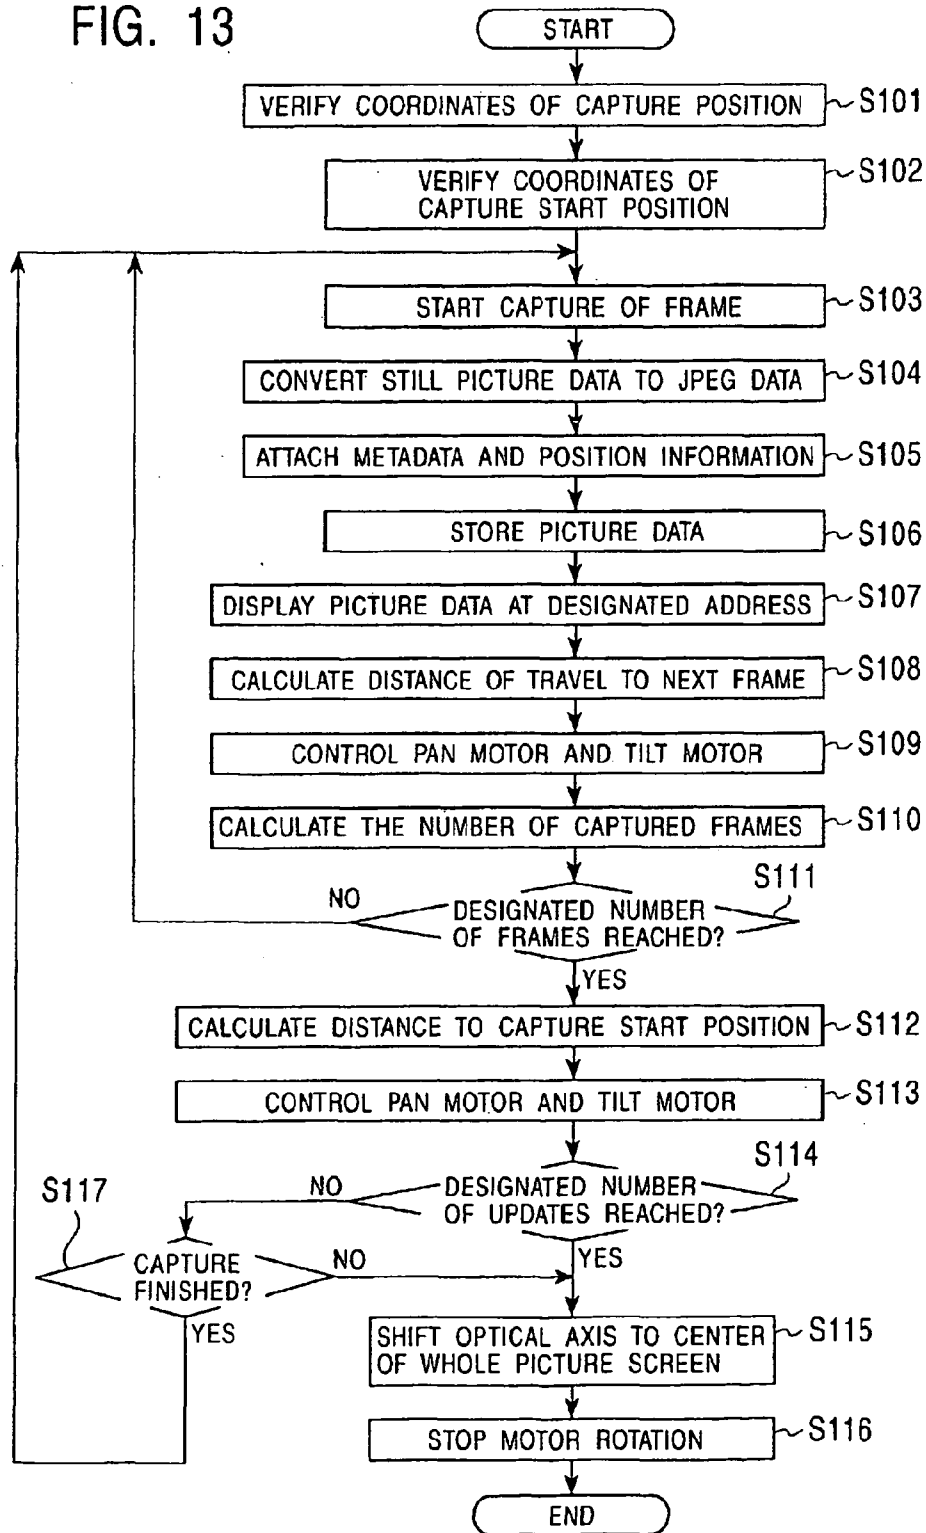 FIG. 13
START
VERIFY COORDINATES OF CAPTURE POSITION
S101
VERIFY COORDINATES OF
CAPTURE START POSITION
S102
START CAPTURE OF FRAME
S103
CONVERT STILL PICTURE DATA TO JPEG DATA
S104
ATTACH METADATA AND POSITION INFORMATION
S105
STORE PICTURE DATA
S106
DISPLAY PICTURE DATA AT DESIGNATED ADDRESS
S107
CALCULATE DISTANCE OF TRAVEL TO NEXT FRAME
S108
CONTROL PAN MOTOR AND TILT MOTOR
S109
CALCULATE THE NUMBER OF CAPTURED FRAMES
S110
S111
NO
DESIGNATED NUMBER
OF FRAMES REACHED?
YES
CALCULATE DISTANCE TO CAPTURE START POSITION
S112
CONTROL PAN MOTOR AND TILT MOTOR
S113
S114
NO
DESIGNATED NUMBER
OF UPDATES REACHED?
YES
S117
CAPTURE
FINISHED?
NO
YES
SHIFT OPTICAL AXIS TO CENTER
OF WHOLE PICTURE SCREEN
S115
STOP MOTOR ROTATION
S116
END